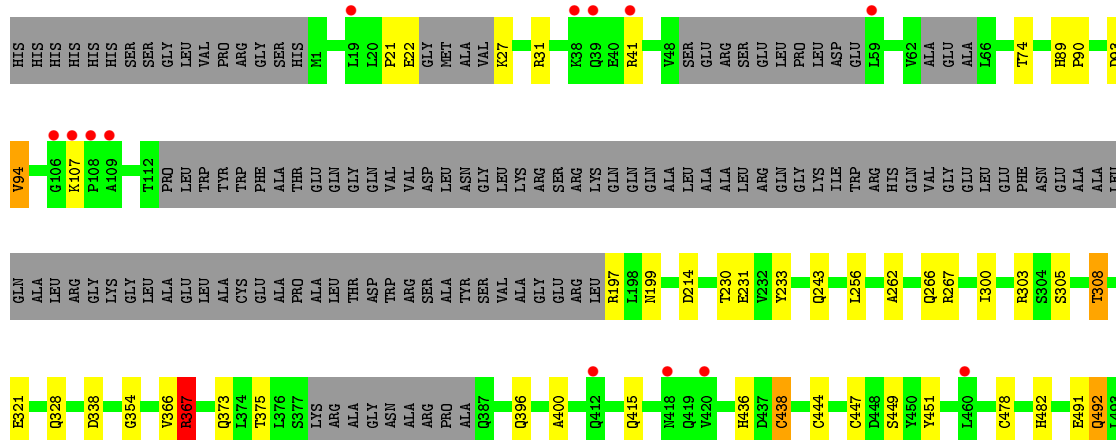 HIS HIS HIS HIS HIS HIS SER SER GLY LEU VAL PRO ARG GLY SER HIS M1 L19 L20 P21 E22 GLY MET ALA VAL K27 R31 K38 Q39 E40 R41 V48 SER GLU ARG SER GLU LEU PRO LEU ASP GLU L59 V62 ALA GLU ALA L66 T74 H89 P90 D93
V94 G106 K107 P108 A109 T112 PRO LEU TRP TYR TRP PHE ALA THR GLU GLN GLY GLN VAL VAL ASP LEU ASN GLY LEU LYS ARG SER ARG LYS GLN GLN GLN ALA LEU ALA ALA LEU ARG GLN GLY LYS ILE TRP ARG HIS GLN VAL GLY GLU LEU GLU PHE ASN GLU ALA ALA LEU
GLN ALA LEU ARG GLY LYS GLY LEU ALA GLU LEU ALA CYS GLU ALA PRO ALA LEU THR ASP TRP ARG SER ALA TYR SER VAL ALA GLY GLU ARG LEU R197 L198 N199 D214 T230 E231 V232 Y233 Q243 L256 A262 Q266 R267 I300 R303 S304 S305 T308
E321 Q328 D338 G354 V366 R367 Q373 L374 T375 L376 S377 LYS ARG ALA GLY ASN ALA ARG PRO ALA Q387 Q396 A400 Q412 Q415 N418 Q419 V420 H436 D437 C438 C444 C447 D448 S449 Y450 Y451 L460 C478 H482 E491 Q492